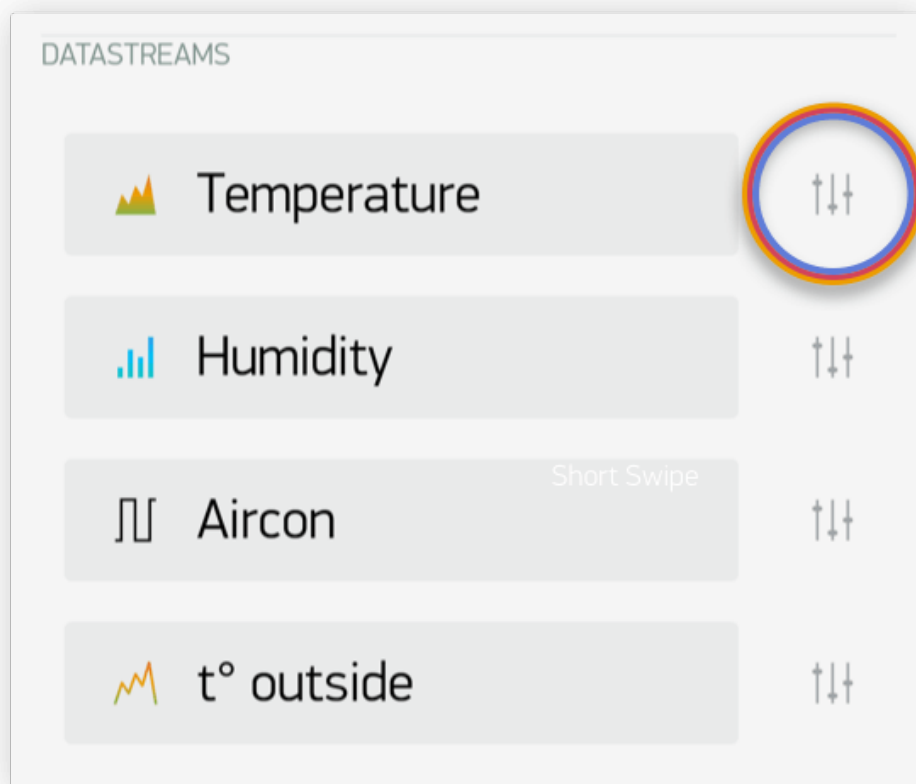 DATASTREAMS
Temperature
Humidity
Short Swipe
Aircon
t° outside